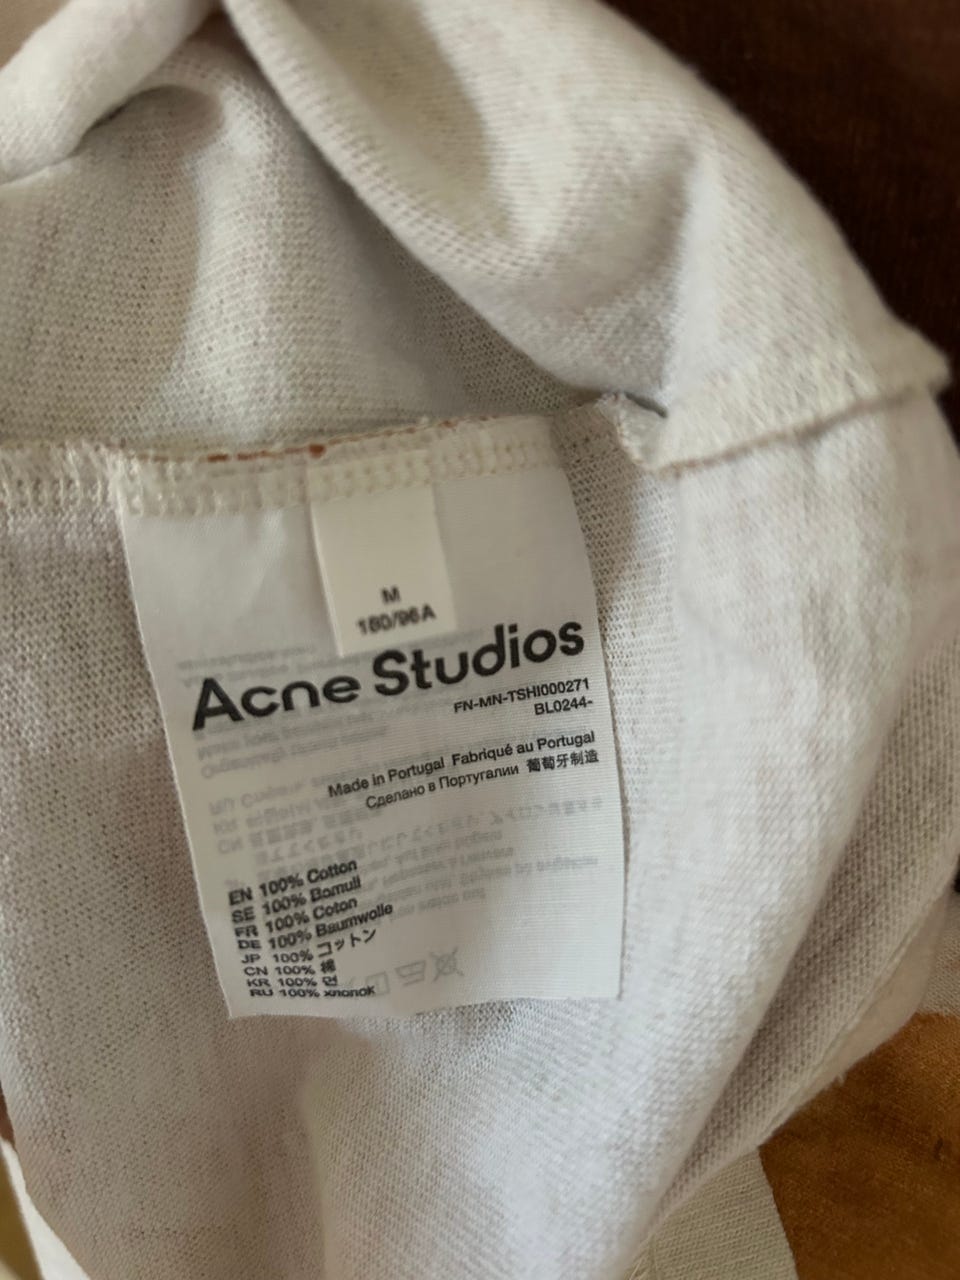 M
180/96A
Acne Studios
FN-MN-TSHI000271
BL0244-
Made in Portugal Fabriqué au Portugal
Сделано в Португалии 葡萄牙制造
EN 100% Cotton
SE 100% Bomull
FR 100% Coton
DE 100% Baumwolle
JP 100% コットン
CN 100% 棉
KR 100% 면
RU 100% хлопок